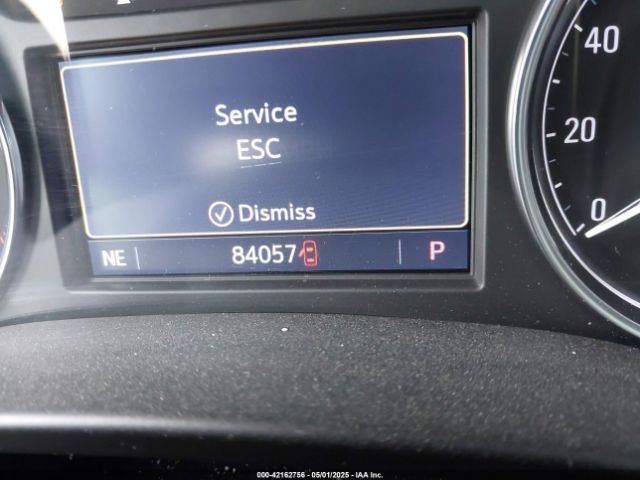 Service
ESC
Dismiss
NE 84057 P
40
20
0
000-42162756 - 05/01/2025 - IAA Inc.